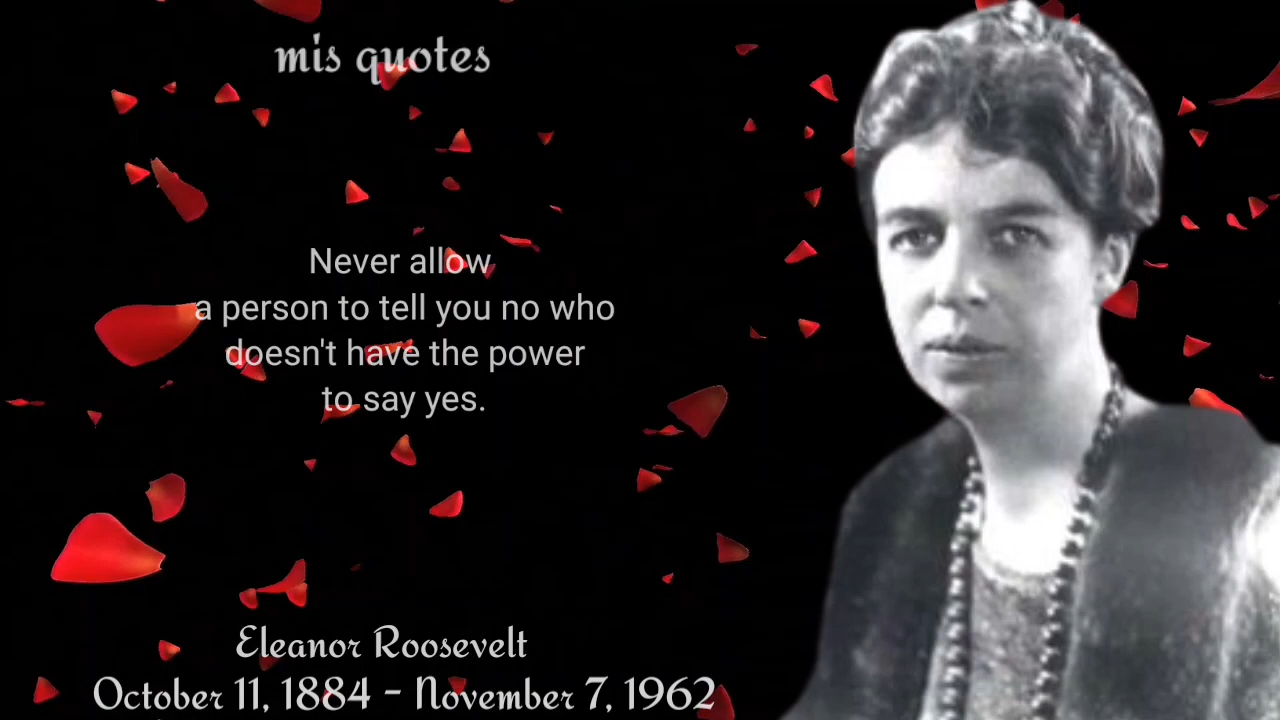 mis quotes
Never allow
a person to tell you no who
doesn't have the power
to say yes.
Eleanor Roosevelt
October 11, 1884 - November 7, 1962